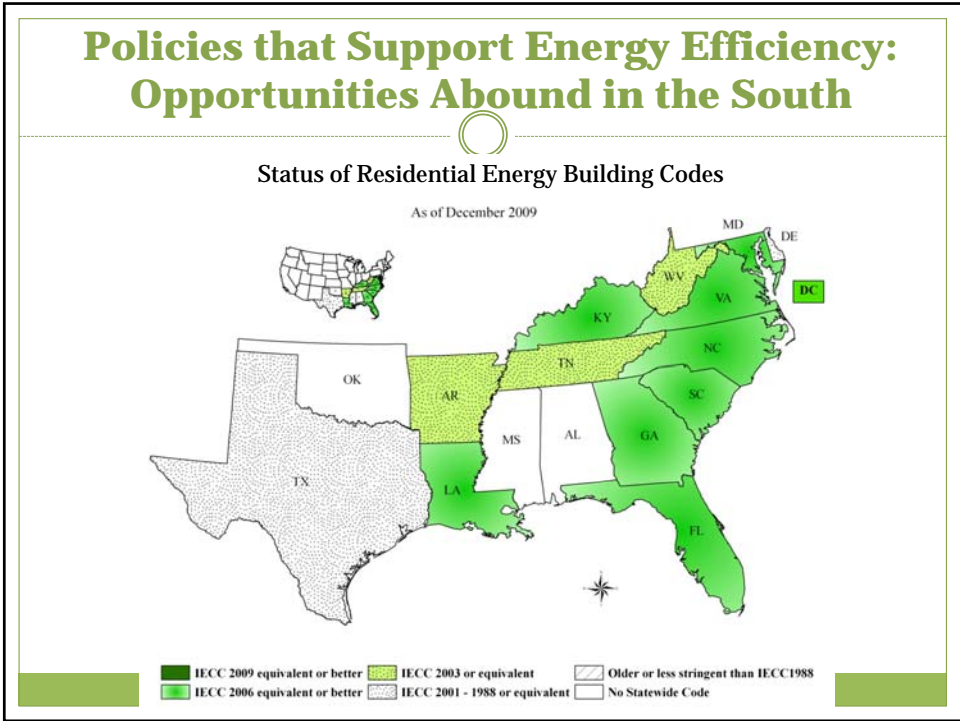 Policies that Support Energy Efficiency:
Opportunities Abound in the South
Status of Residential Energy Building Codes
As of December 2009
MD
DE
WV
DC
VA
KY
NC
TN
OK
AR
SC
MS
AL
GA
TX
LA
FL
IECC 2009 equivalent or better
IECC 2003 or equivalent
Older or less stringent than IECC1988
IECC 2006 equivalent or better
IECC 2001 - 1988 or equivalent
No Statewide Code